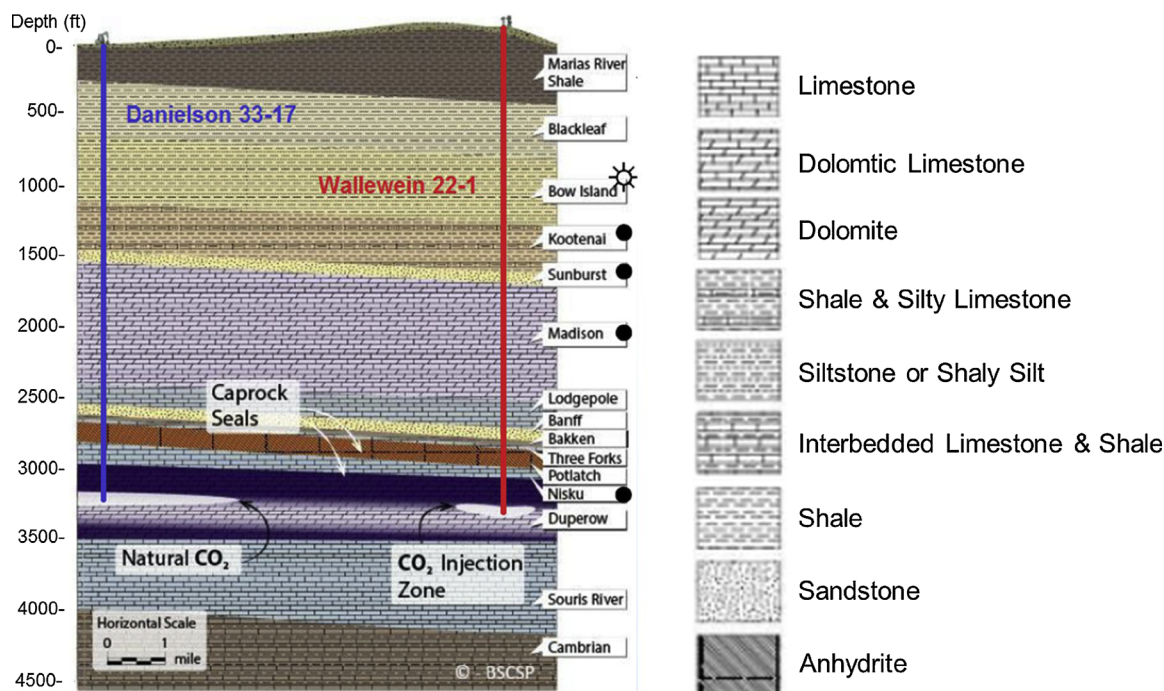 Depth (ft)
0-
500-
1000-
1500-
2000-
2500-
3000-
3500-
4000-
4500-
Danielson 33-17
Wallewein 22-1
Marias River
Shale
Blackleaf
Bow Island
Kootenai
Sunburst
Madison
Lodgepole
Banff
Bakken
Three Forks
Potlatch
Nisku
Duperow
Souris River
Cambrian
Caprock
Seals
Natural CO₂
CO₂ Injection
Zone
Horizontal Scale
0 1
mile
© - BSCSP
Limestone
Dolomtic Limestone
Dolomite
Shale & Silty Limestone
Siltstone or Shaly Silt
Interbedded Limestone & Shale
Shale
Sandstone
Anhydrite